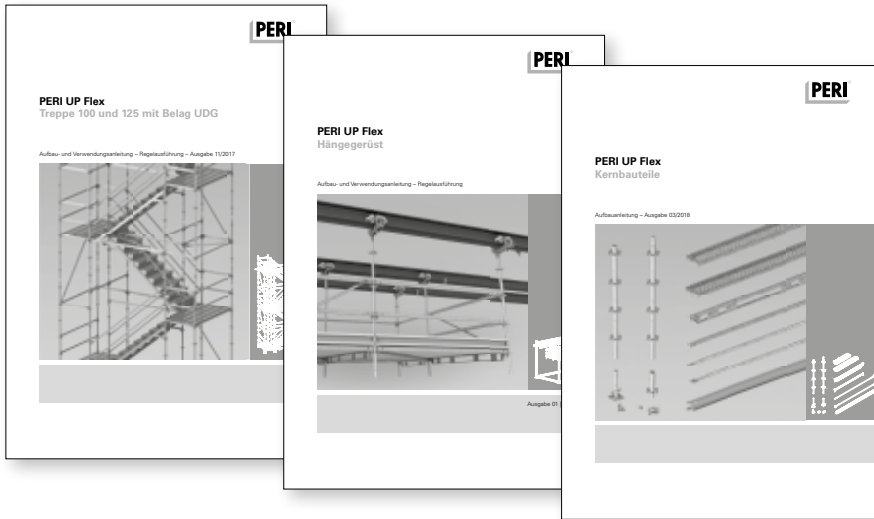 PERI
PERI UP Flex
Treppe 100 und 125 mit Belag UDG
Aufbau- und Verwendungsanleitung – Regelausführung – Ausgabe 11/2017
PERI
PERI UP Flex
Hängegerüst
Aufbau- und Verwendungsanleitung – Regelausführung
Ausgabe 01
PERI
PERI UP Flex
Kernbauteile
Aufbauanleitung – Ausgabe 03/2018